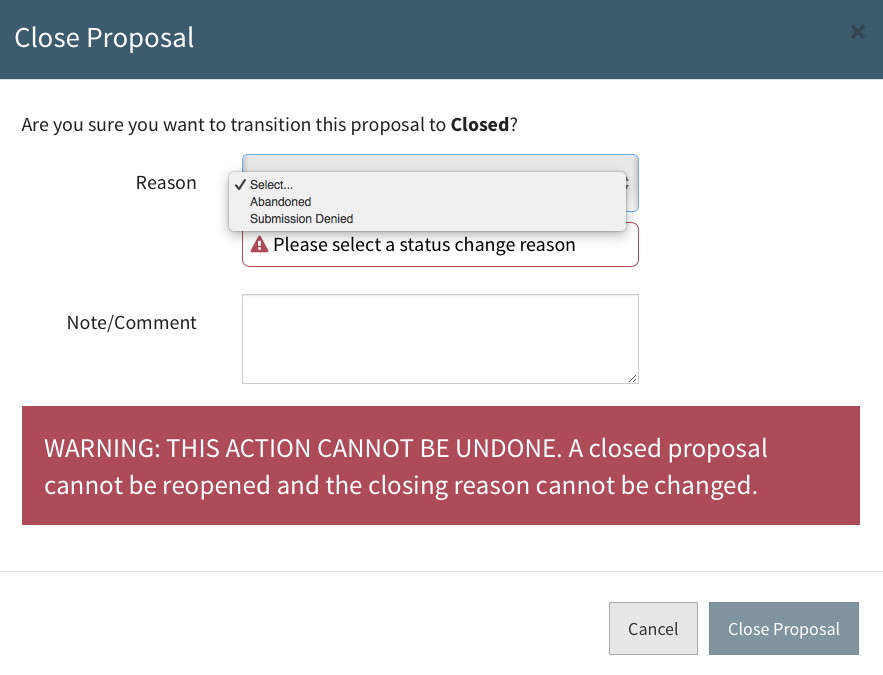 Close Proposal
Are you sure you want to transition this proposal to Closed?
Reason
Select...
Abandoned
Submission Denied
Please select a status change reason
Note/Comment
WARNING: THIS ACTION CANNOT BE UNDONE. A closed proposal
cannot be reopened and the closing reason cannot be changed.
Cancel
Close Proposal